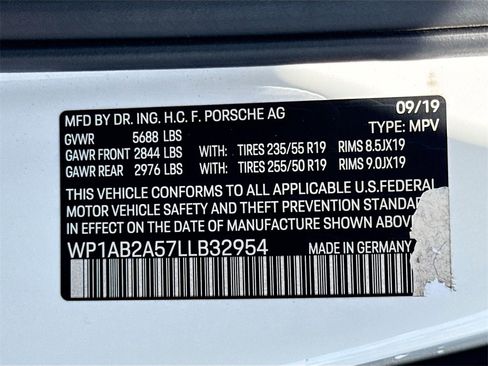 MFD BY DR. ING. H.C. F. PORSCHE AG 09/19
GVWR 5688 LBS TYPE: MPV
GAWR FRONT 2844 LBS WITH: TIRES 235/55 R19 RIMS 8.5JX19
GAWR REAR 2976 LBS WITH: TIRES 255/50 R19 RIMS 9.0JX19
THIS VEHICLE CONFORMS TO ALL APPLICABLE U.S.FEDERAL
MOTOR VEHICLE SAFETY AND THEFT PREVENTION STANDARD
IN EFFECT ON THE DATE OF MANUFACTURE SHOWN ABOVE
WP1AB2A57LLB32954 MADE IN GERMANY